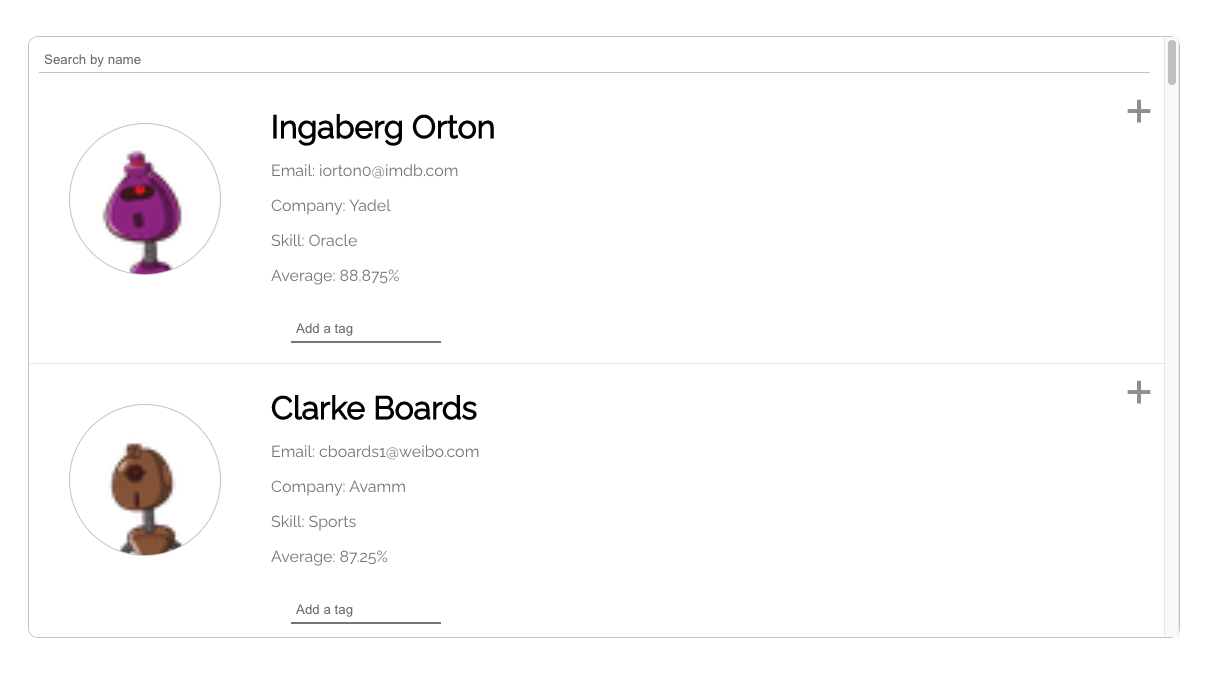 Search by name
Ingaberg Orton
Email: iorton0@imdb.com
Company: Yadel
Skill: Oracle
Average: 88.875%
Add a tag
Clarke Boards
Email: cboards1@weibo.com
Company: Avamm
Skill: Sports
Average: 87.25%
Add a tag